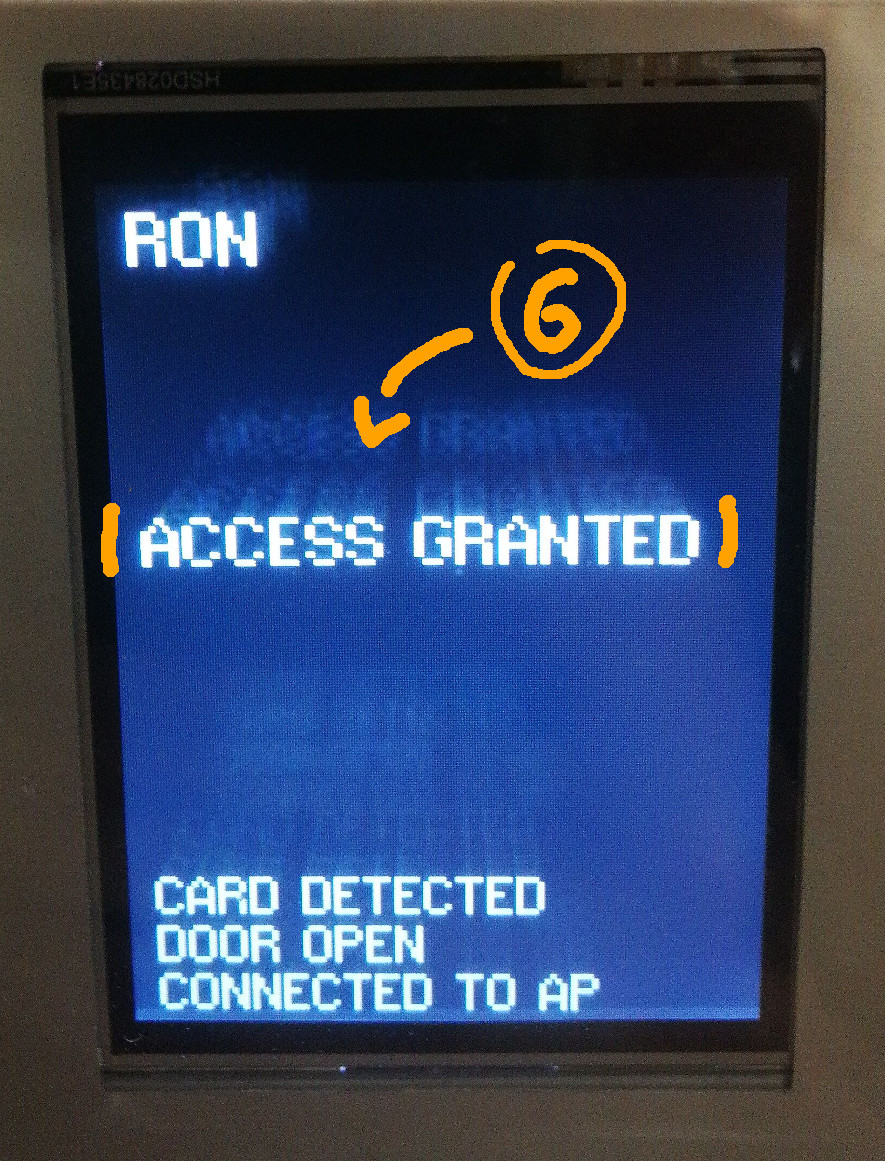 HSD028435E1
RON
6
ACCESS GRANTED
CARD DETECTED
DOOR OPEN
CONNECTED TO AP